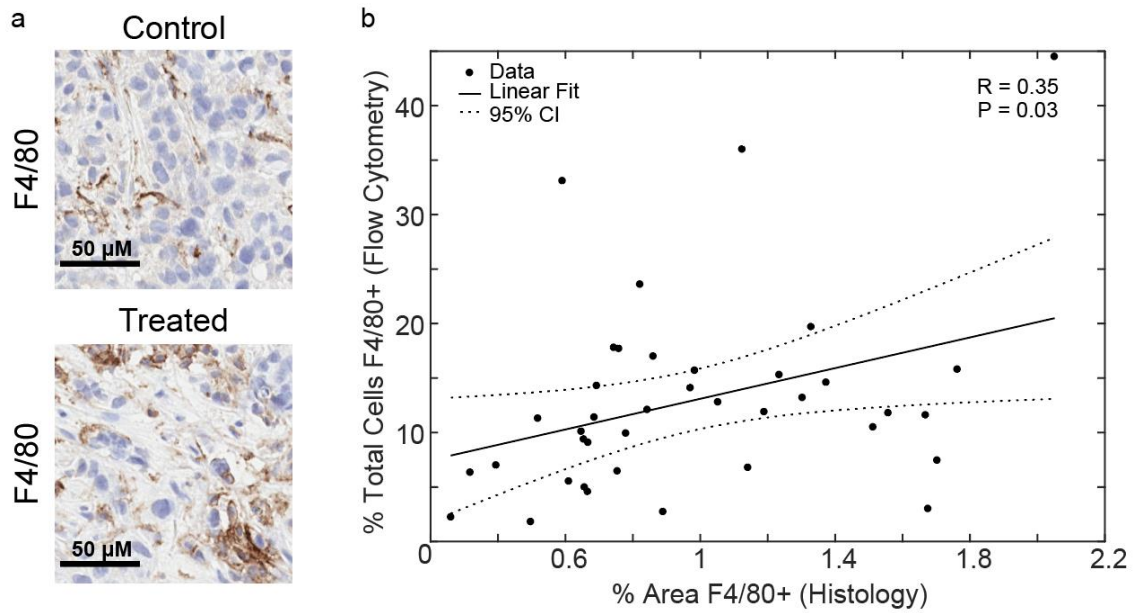 a
Control
F4/80
50 μM
Treated
F4/80
50 μM
b
% Total Cells F4/80+ (Flow Cytometry)
40
30
20
10
0
Data
Linear Fit
95% CI
R = 0.35
P = 0.03
0.6
1
1.4
1.8
2.2
% Area F4/80+ (Histology)